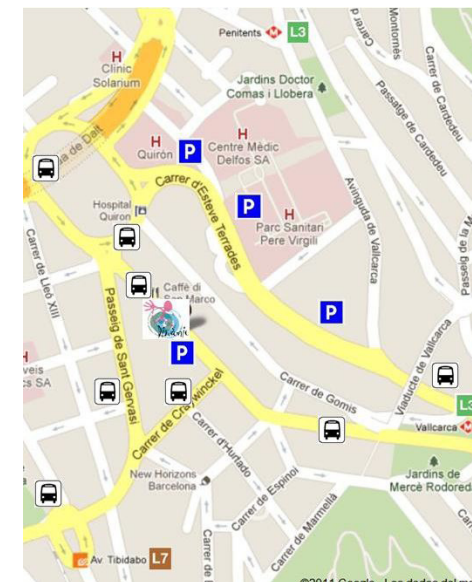 Penitents
L3
H
Clínic
Solarium
Jardins Doctor
Comas i Llobera
Carrer de
Montornès
Carrer de Cardedeu
Passatge de Cardedeu
H
Quirón
P
H
Centre Mèdic
Delfos SA
Carrer d'Esteve Terrades
P
H
Parc Sanitari
Pere Virgili
Avinguda de Vallcarca
Hospital
Quiron
Carrer de Lleó XIII
Passeig de Sant Gervasi
Caffè di
San Marco
P
P
H
Viaducte de Vallcarca
Carrer de Gomis
Carrer de Craywinckel
Carrer d'Hurtado
Vallcarca
Jardins de
Mercè Rodored
New Horizons
Barcelona
Carrer de Espinoi
Carrer de Marmellà
Av. Tibidabo
L7
©2011 Google